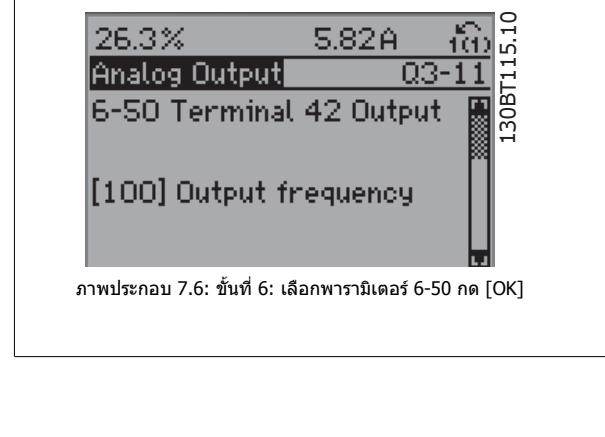 26.3% 5.82A 1(1)
Analog Output Q3-11
6-50 Terminal 42 Output
[100] Output frequency
130BT115.10
ภาพประกอบ 7.6: ขั้นที่ 6: เลือกพารามิเตอร์ 6-50 กด [OK]